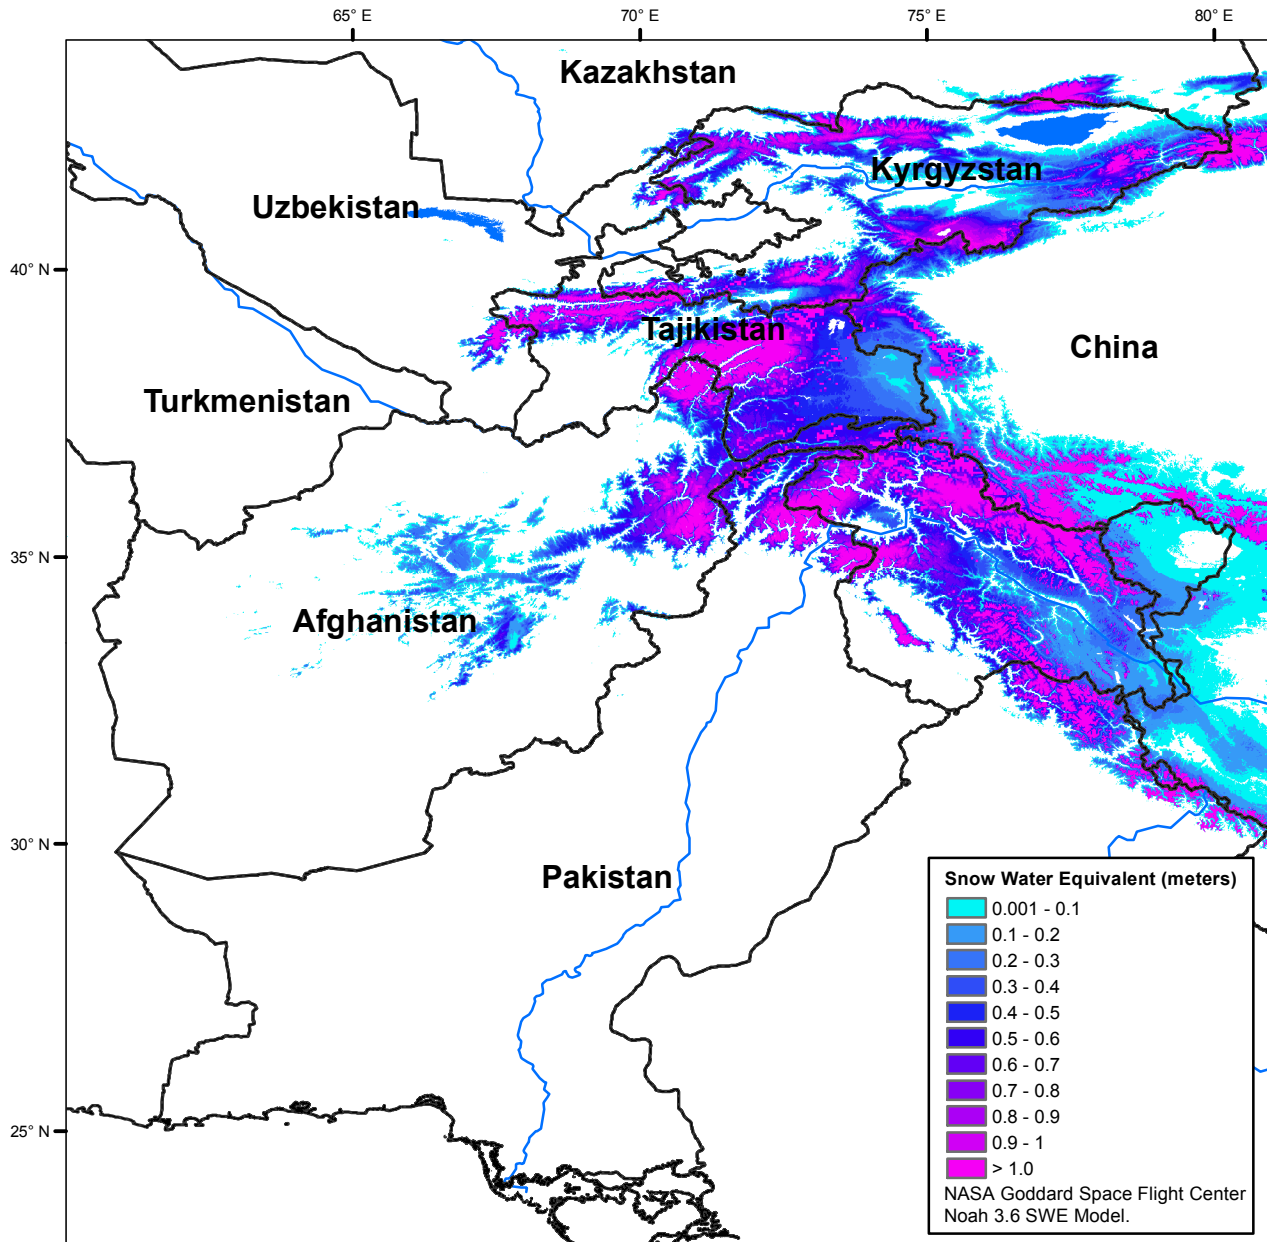 65° E
70° E
75° E
80° E
Kazakhstan
Kyrgyzstan
Uzbekistan
40° N
Tajikistan
China
Turkmenistan
35° N
Afghanistan
30° N
Pakistan
25° N
Snow Water Equivalent (meters)
0.001 - 0.1
0.1 - 0.2
0.2 - 0.3
0.3 - 0.4
0.4 - 0.5
0.5 - 0.6
0.6 - 0.7
0.7 - 0.8
0.8 - 0.9
0.9 - 1
> 1.0
NASA Goddard Space Flight Center
Noah 3.6 SWE Model.